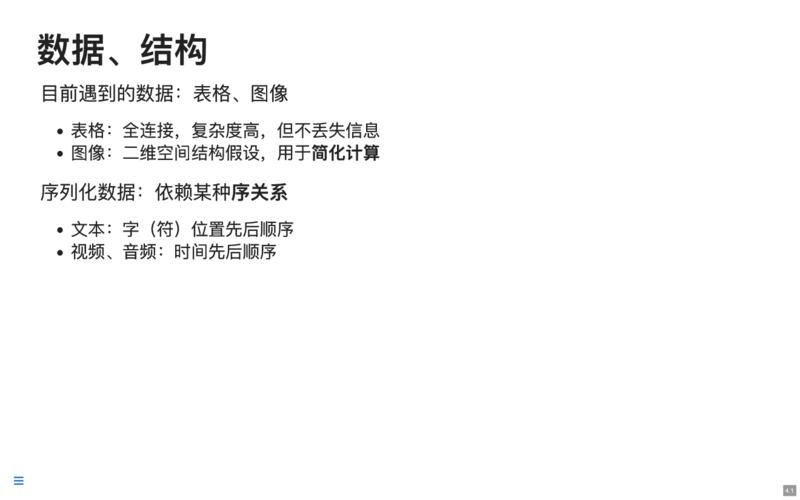 数据、结构
目前遇到的数据：表格、图像
• 表格：全连接，复杂度高，但不丢失信息
• 图像：二维空间结构假设，用于简化计算
序列化数据：依赖某种序关系
• 文本：字（符）位置先后顺序
• 视频、音频：时间先后顺序
4.1